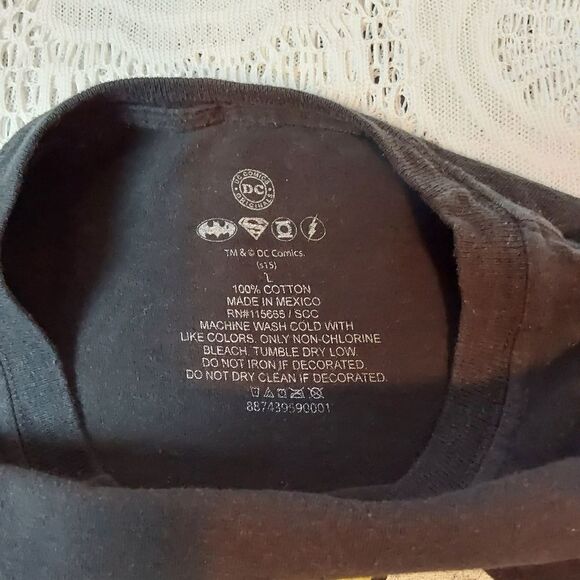 DC COMICS
DC
ORIGINALS
TM & © DC Comics.
(s15)
L
100% COTTON
MADE IN MEXICO
RN#115665 / SCC
MACHINE WASH COLD WITH
LIKE COLORS. ONLY NON-CHLORINE
BLEACH. TUMBLE DRY LOW.
DO NOT IRON IF DECORATED.
DO NOT DRY CLEAN IF DECORATED.
887439590001